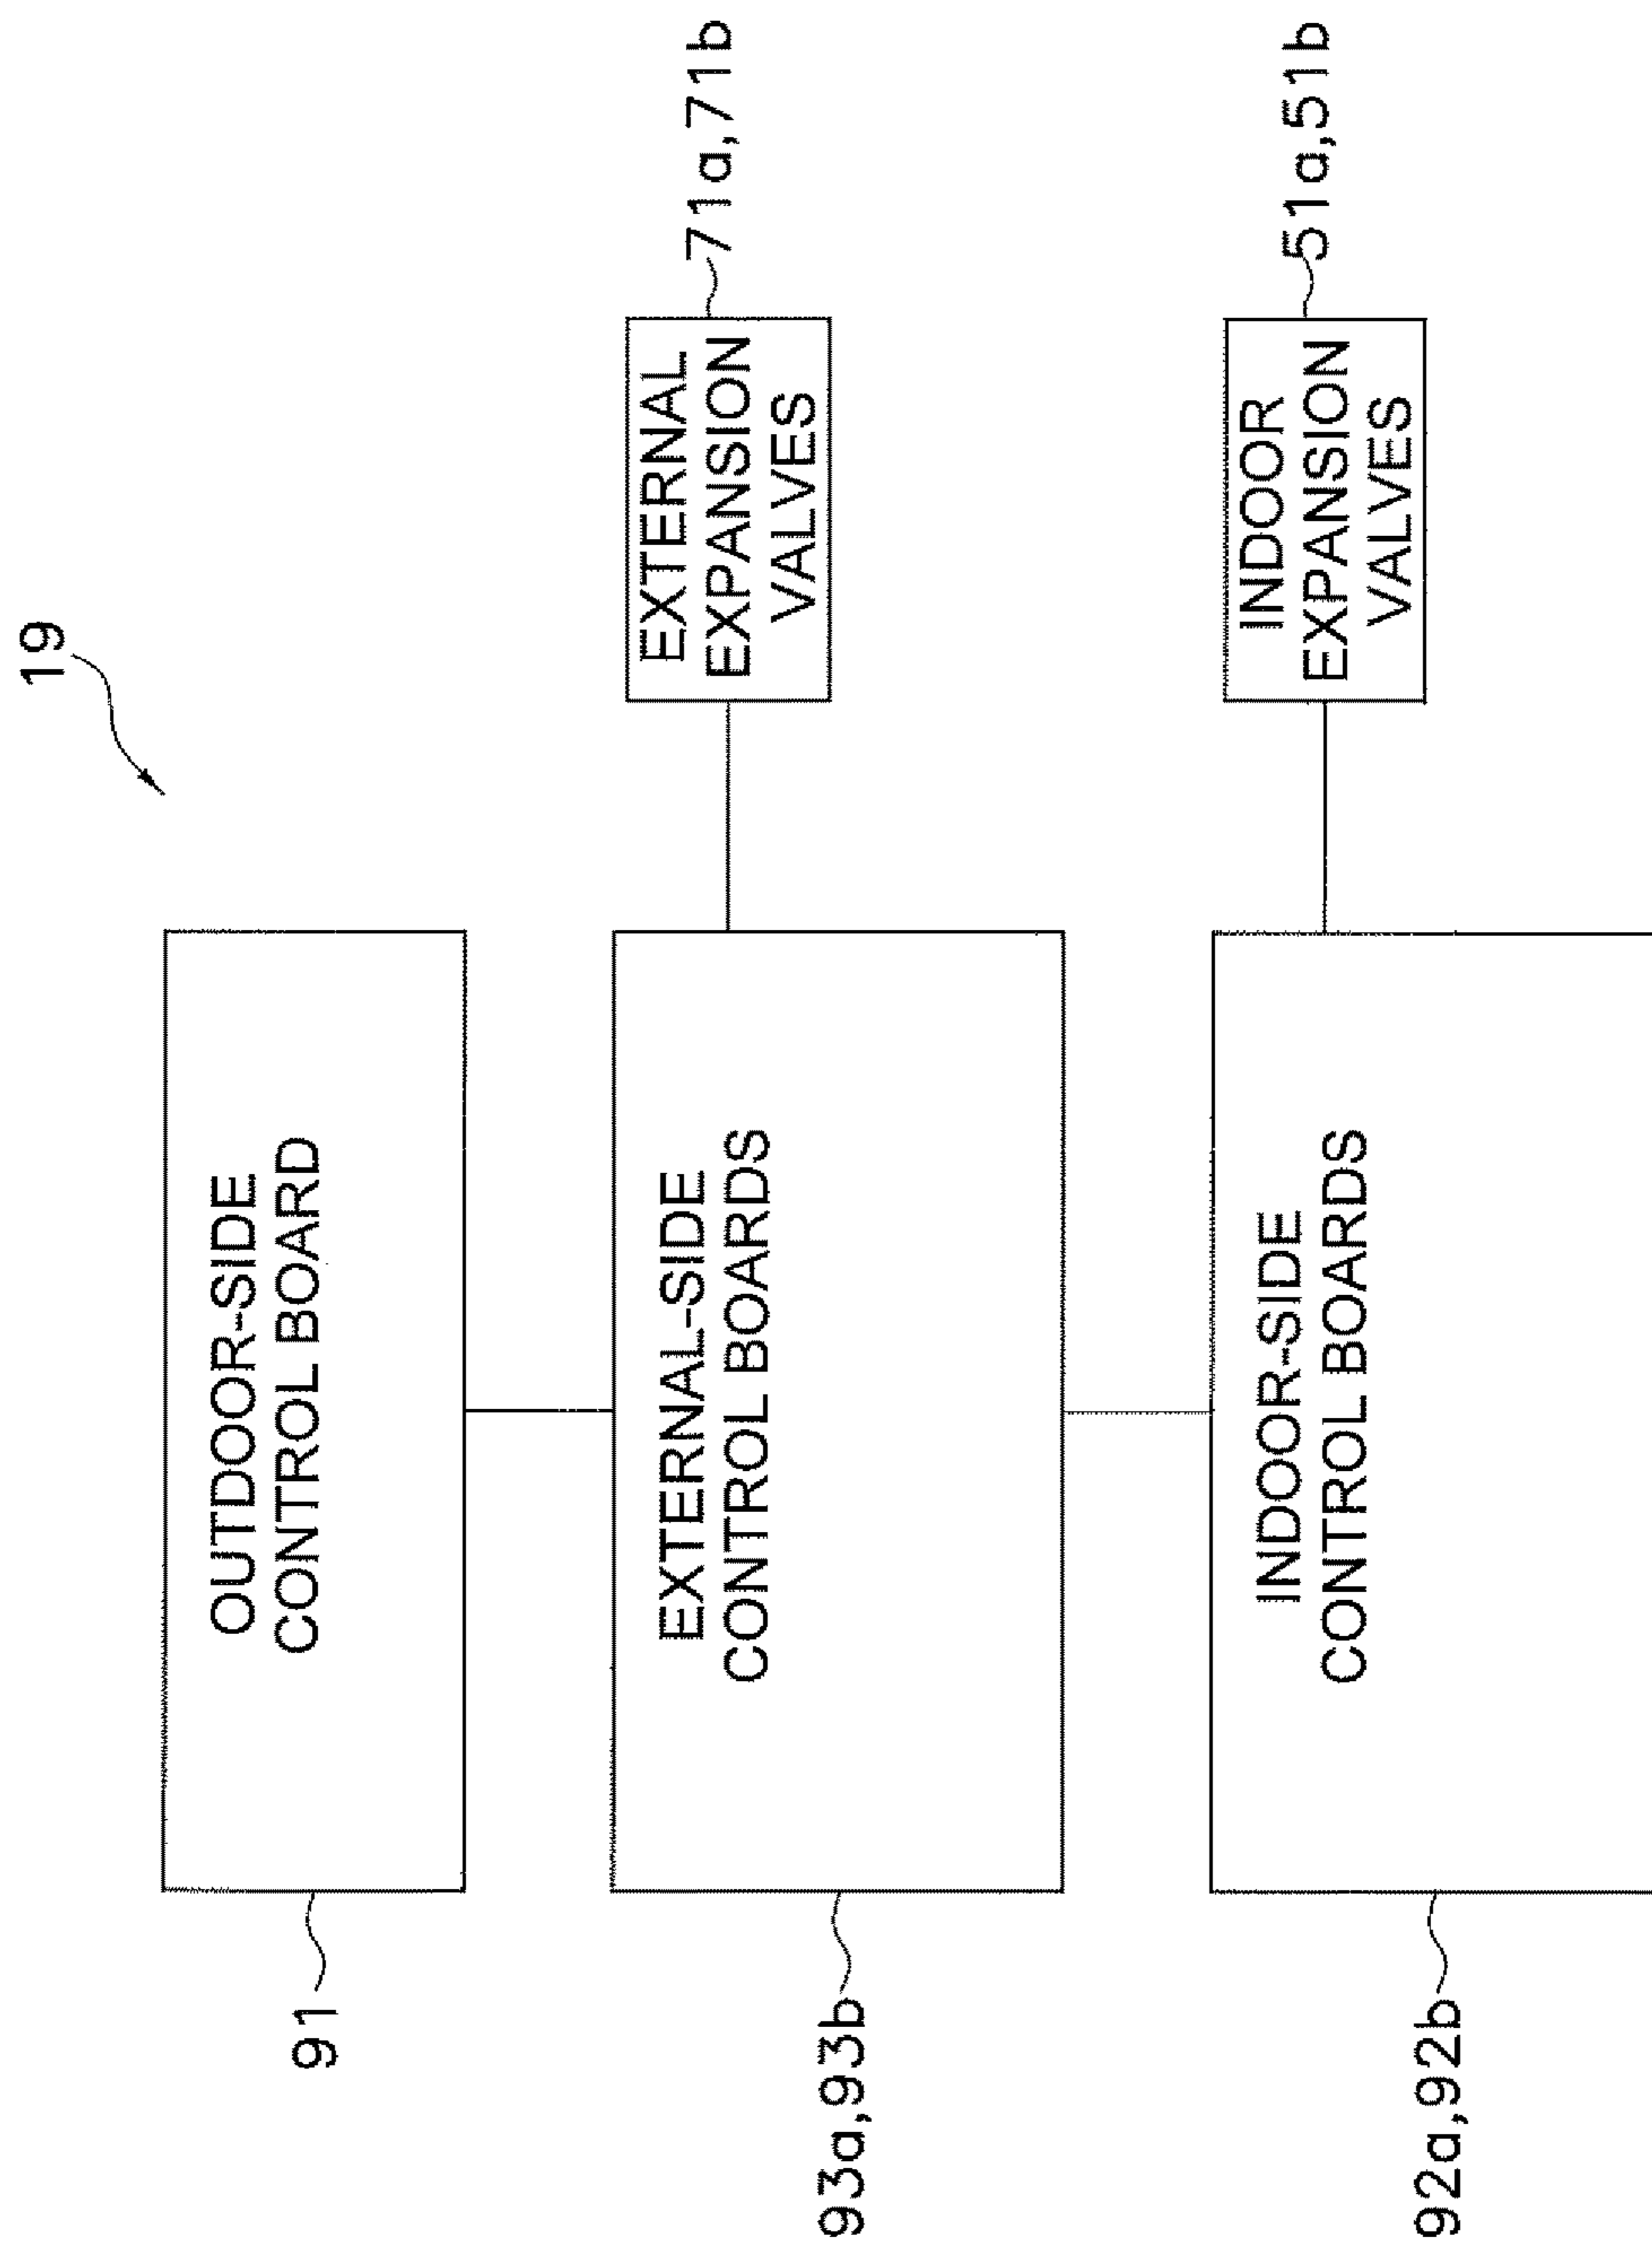 19
91
OUTDOOR-SIDE
CONTROL BOARD
93a,93b
EXTERNAL-SIDE
CONTROL BOARDS
EXTERNAL
EXPANSION
VALVES
71a,71b
92a,92b
INDOOR-SIDE
CONTROL BOARDS
INDOOR
EXPANSION
VALVES
51a,51b